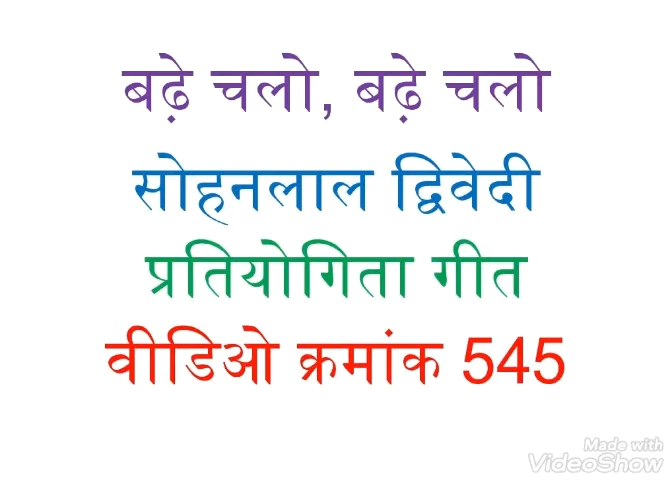 बढ़े चलो, बढ़े चलो
सोहनलाल द्विवेदी
प्रतियोगिता गीत
वीडिओ क्रमांक 545
Made with
VideoShow